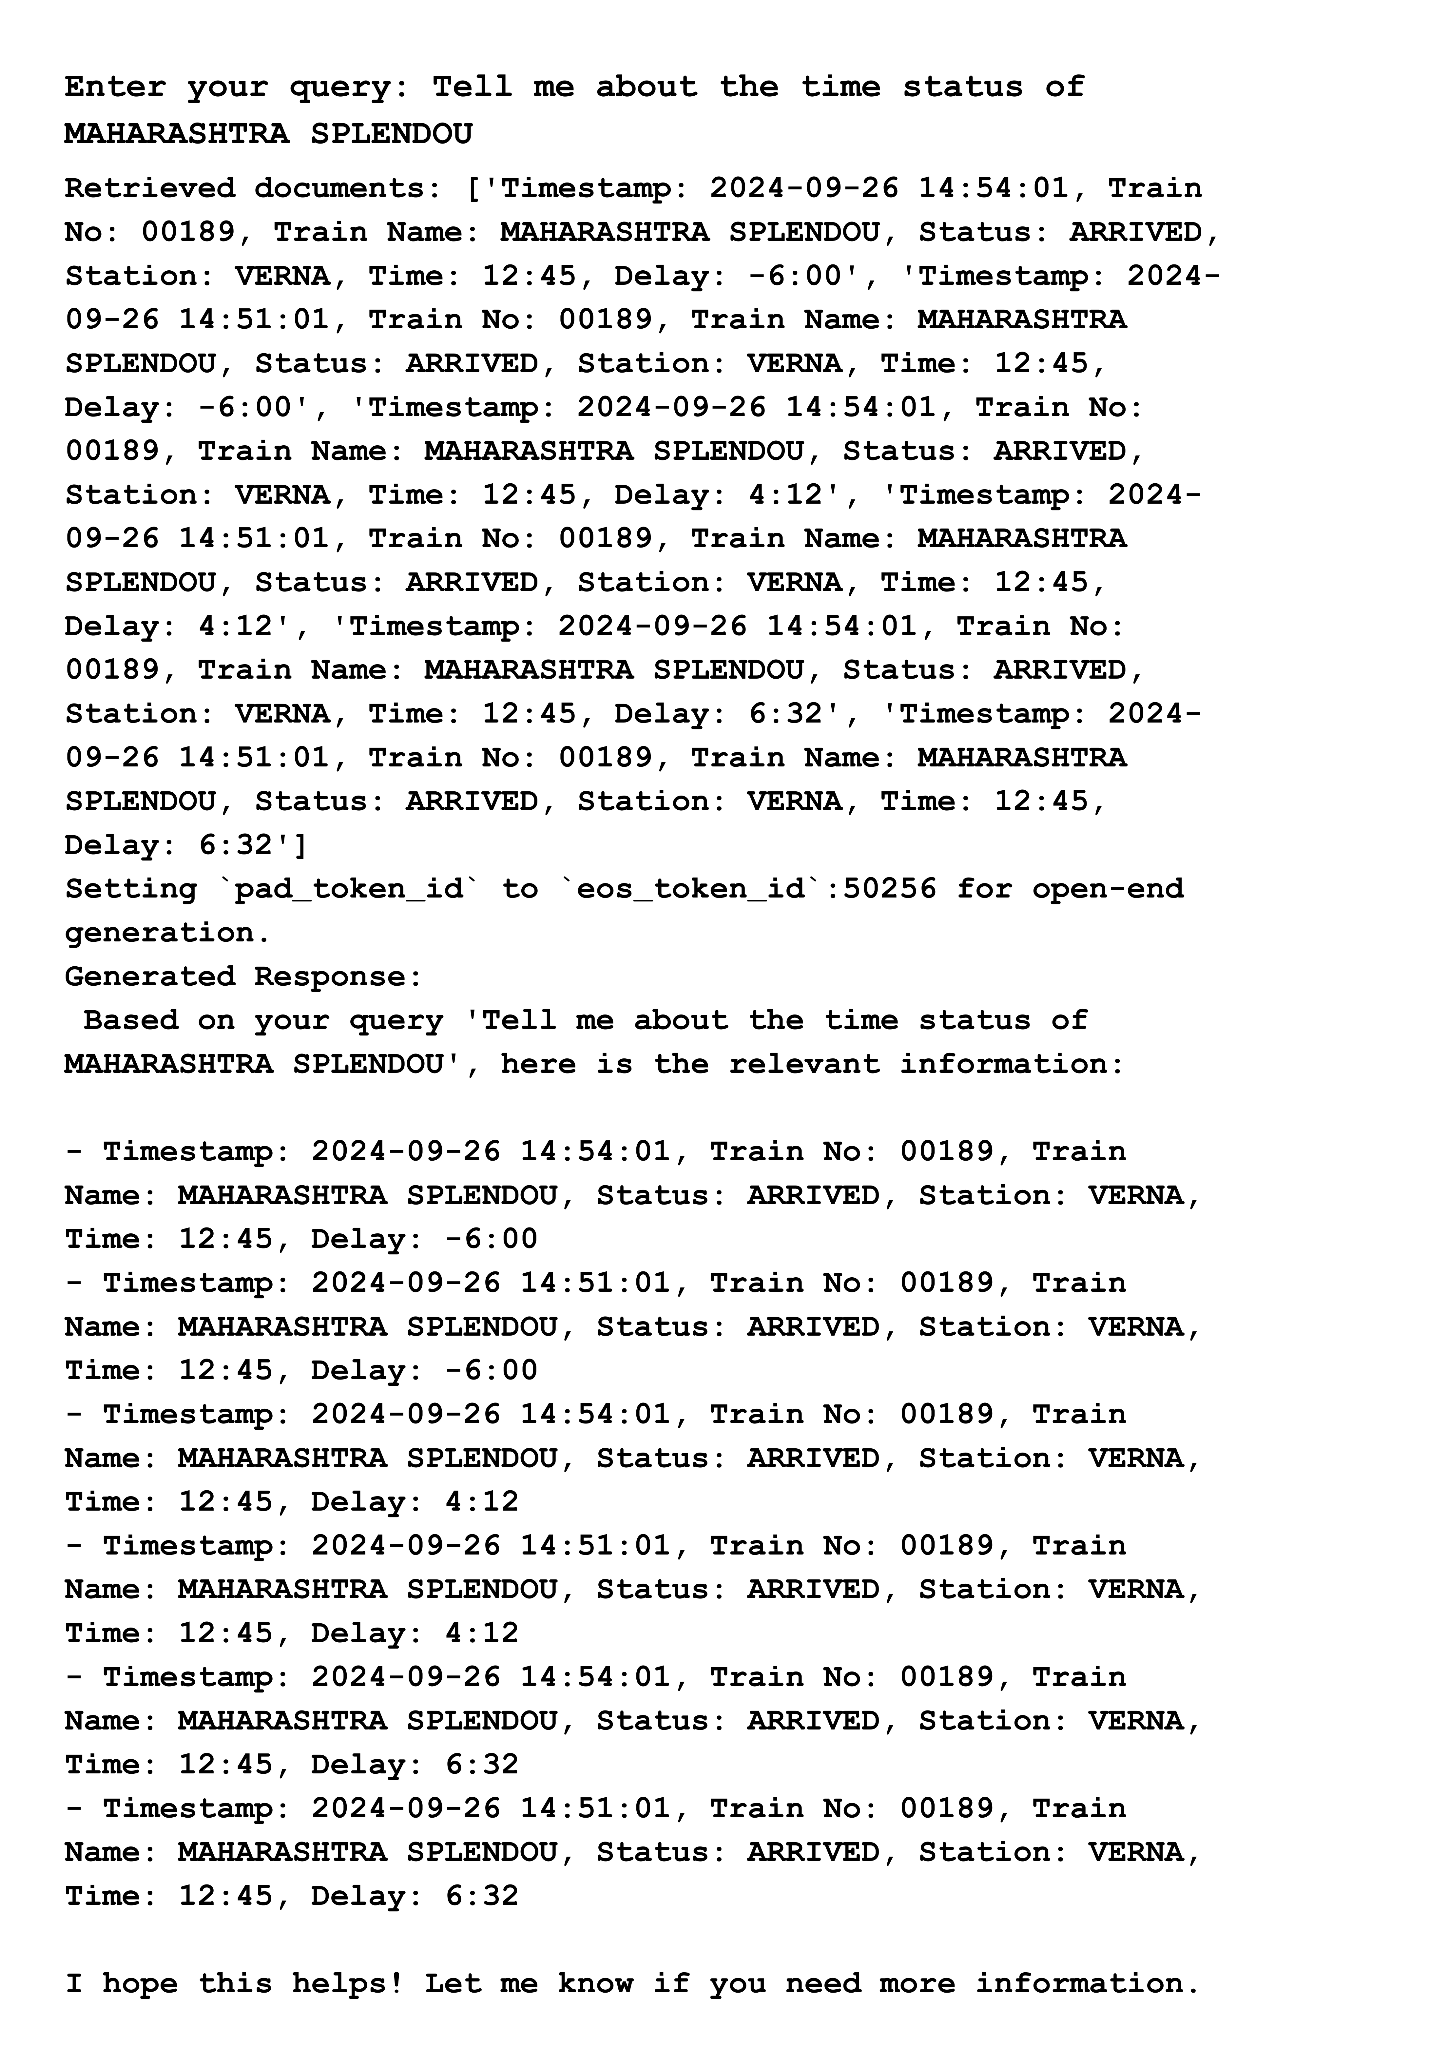 Enter your query: Tell me about the time status of
MAHARASHTRA SPLENDOU
Retrieved documents: ['Timestamp: 2024-09-26 14:54:01, Train
No: 00189, Train Name: MAHARASHTRA SPLENDOU, Status: ARRIVED,
Station: VERNA, Time: 12:45, Delay: -6:00', 'Timestamp: 2024-
09-26 14:51:01, Train No: 00189, Train Name: MAHARASHTRA
SPLENDOU, Status: ARRIVED, Station: VERNA, Time: 12:45,
Delay: -6:00', 'Timestamp: 2024-09-26 14:54:01, Train No:
00189, Train Name: MAHARASHTRA SPLENDOU, Status: ARRIVED,
Station: VERNA, Time: 12:45, Delay: 4:12', 'Timestamp: 2024-
09-26 14:51:01, Train No: 00189, Train Name: MAHARASHTRA
SPLENDOU, Status: ARRIVED, Station: VERNA, Time: 12:45,
Delay: 4:12', 'Timestamp: 2024-09-26 14:54:01, Train No:
00189, Train Name: MAHARASHTRA SPLENDOU, Status: ARRIVED,
Station: VERNA, Time: 12:45, Delay: 6:32', 'Timestamp: 2024-
09-26 14:51:01, Train No: 00189, Train Name: MAHARASHTRA
SPLENDOU, Status: ARRIVED, Station: VERNA, Time: 12:45,
Delay: 6:32']
Setting `pad_token_id` to `eos_token_id`:50256 for open-end
generation.
Generated Response:
Based on your query 'Tell me about the time status of
MAHARASHTRA SPLENDOU', here is the relevant information:
- Timestamp: 2024-09-26 14:54:01, Train No: 00189, Train
Name: MAHARASHTRA SPLENDOU, Status: ARRIVED, Station: VERNA,
Time: 12:45, Delay: -6:00
- Timestamp: 2024-09-26 14:51:01, Train No: 00189, Train
Name: MAHARASHTRA SPLENDOU, Status: ARRIVED, Station: VERNA,
Time: 12:45, Delay: -6:00
- Timestamp: 2024-09-26 14:54:01, Train No: 00189, Train
Name: MAHARASHTRA SPLENDOU, Status: ARRIVED, Station: VERNA,
Time: 12:45, Delay: 4:12
- Timestamp: 2024-09-26 14:51:01, Train No: 00189, Train
Name: MAHARASHTRA SPLENDOU, Status: ARRIVED, Station: VERNA,
Time: 12:45, Delay: 4:12
- Timestamp: 2024-09-26 14:54:01, Train No: 00189, Train
Name: MAHARASHTRA SPLENDOU, Status: ARRIVED, Station: VERNA,
Time: 12:45, Delay: 6:32
- Timestamp: 2024-09-26 14:51:01, Train No: 00189, Train
Name: MAHARASHTRA SPLENDOU, Status: ARRIVED, Station: VERNA,
Time: 12:45, Delay: 6:32
I hope this helps! Let me know if you need more information.